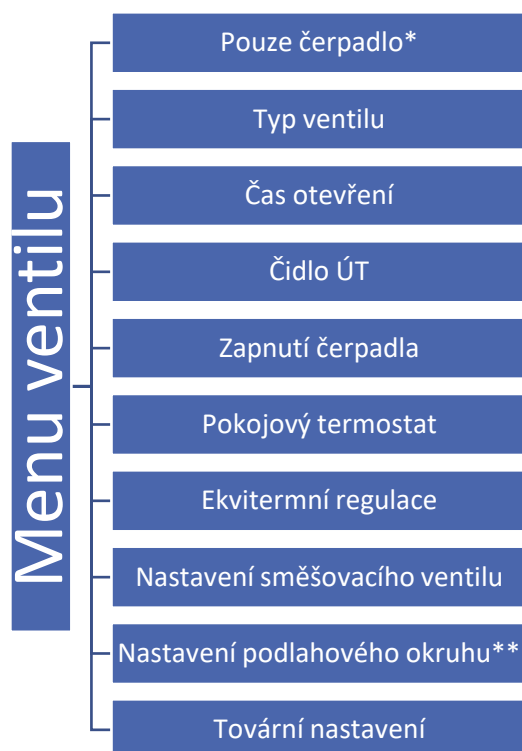 Menu ventilu
Pouze čerpadlo*
Typ ventilu
Čas otevření
Čidlo ÚT
Zapnutí čerpadla
Pokojový termostat
Ekvitermní regulace
Nastavení směšovacího ventilu
Nastavení podlahového okruhu**
Tovární nastavení